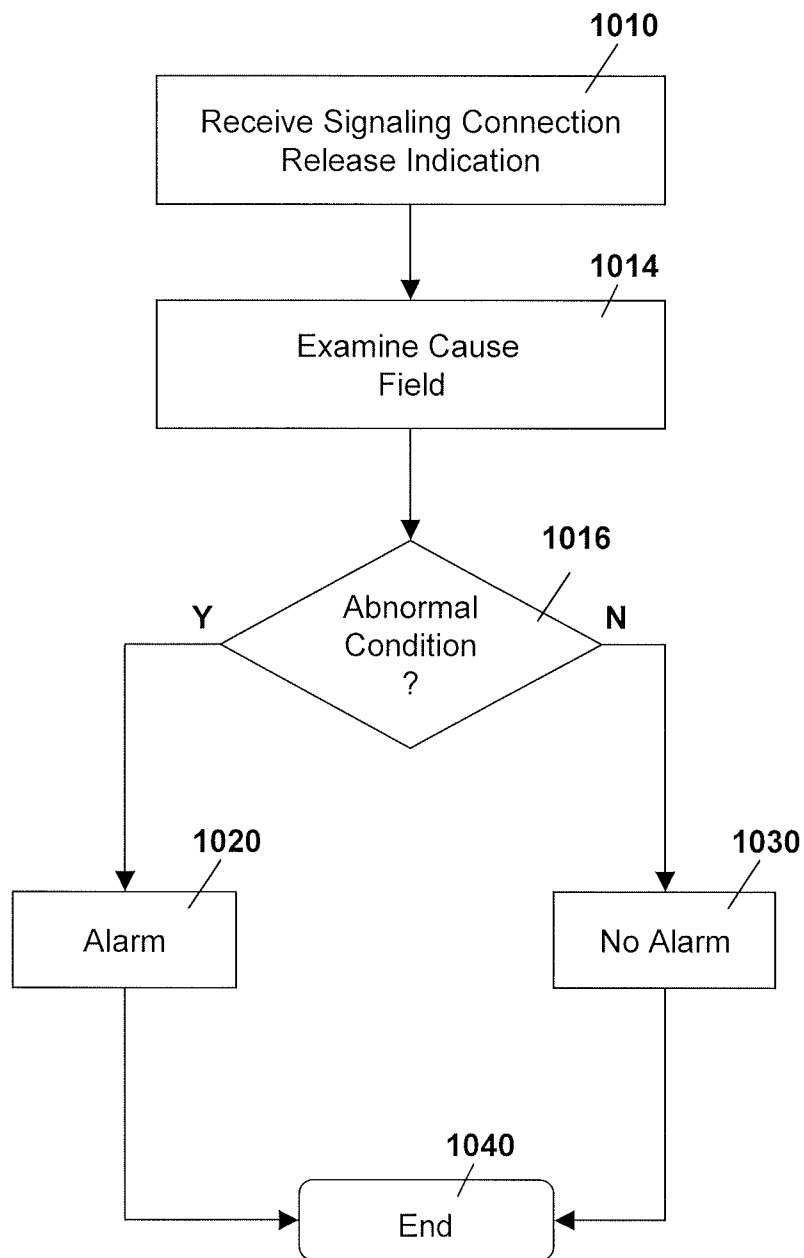 1010
Receive Signaling Connection
Release Indication
1014
Examine Cause
Field
1016
Abnormal
Condition
?
Y
N
1020
Alarm
1030
No Alarm
1040
End